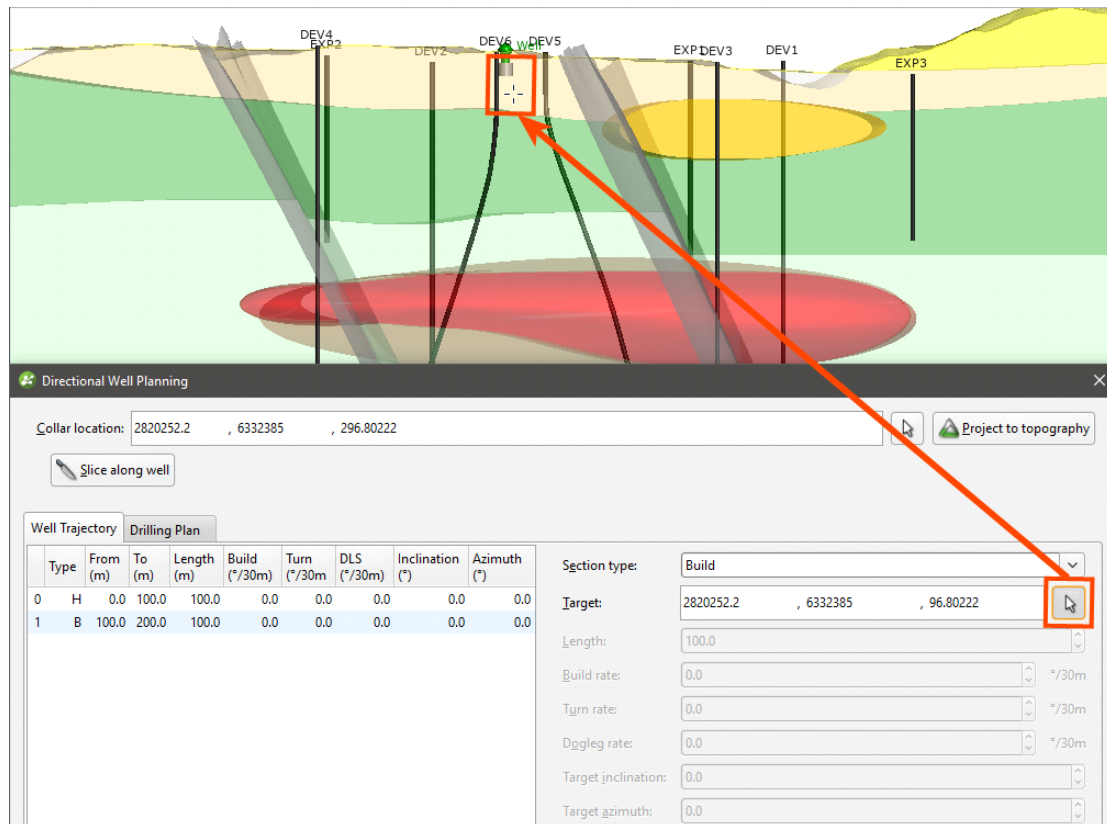 DEV4
EXP2
DEV2
DEV6
Well
DEV5
EXP1
DEV3
DEV1
EXP3
Directional Well Planning
Collar location: 2820252.2 , 6332385 , 296.80222 Project to topography
Slice along well
Well Trajectory Drilling Plan
Type From (m) To (m) Length (m) Build (°/30m) Turn (°/30m DLS (°/30m) Inclination (°) Azimuth (°)
0 H 0.0 100.0 100.0 0.0 0.0 0.0 0.0 0.0
1 B 100.0 200.0 100.0 0.0 0.0 0.0 0.0 0.0
Section type: Build
Target: 2820252.2 , 6332385 , 96.80222
Length: 100.0
Build rate: 0.0 °/30m
Turn rate: 0.0 °/30m
Dogleg rate: 0.0 °/30m
Target inclination: 0.0
Target azimuth: 0.0